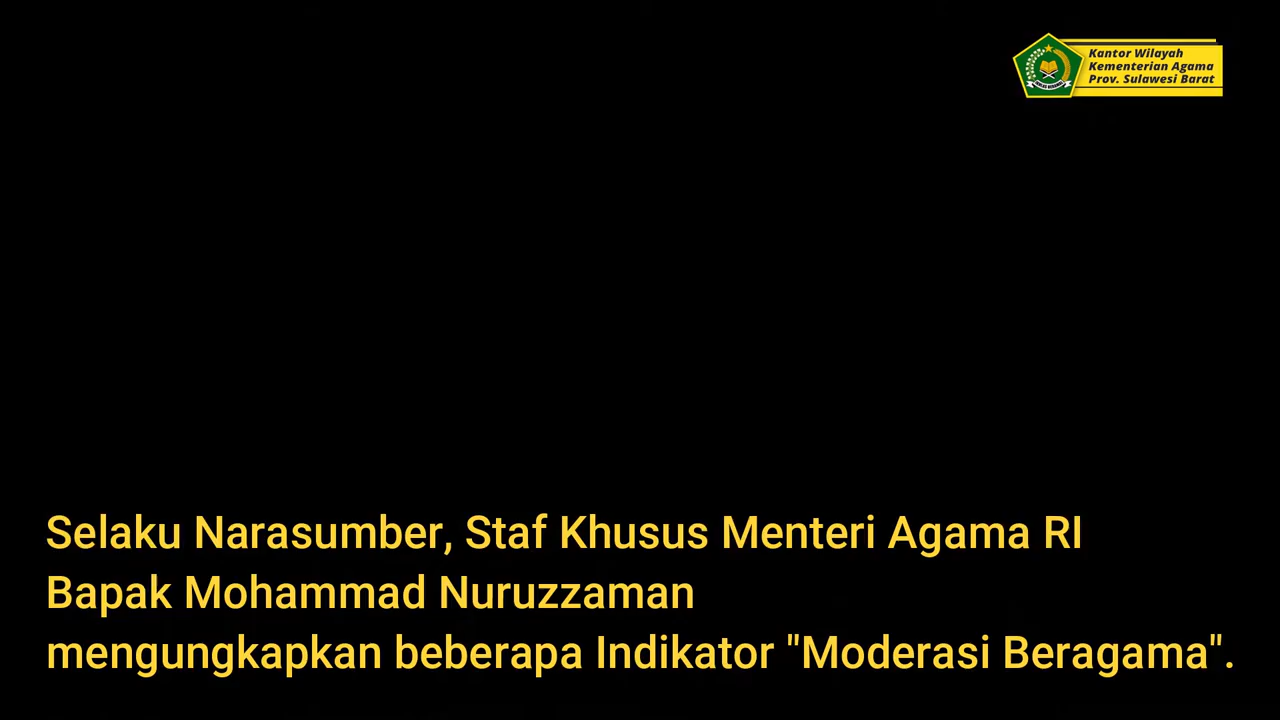 Kantor Wilayah
Kementerian Agama
Prov. Sulawesi Barat
Selaku Narasumber, Staf Khusus Menteri Agama RI
Bapak Mohammad Nuruzzaman
mengungkapkan beberapa Indikator "Moderasi Beragama".